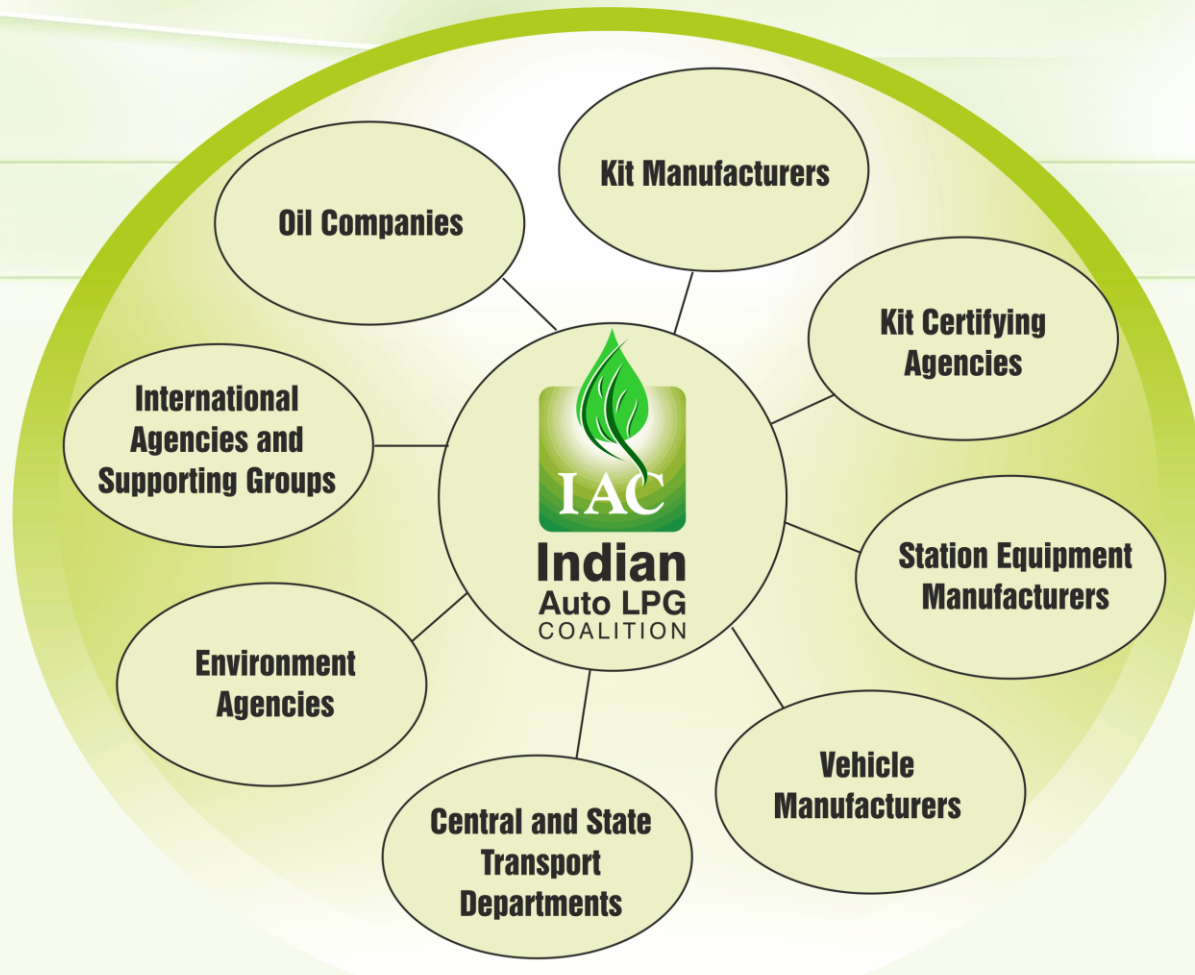 Kit Manufacturers
Oil Companies
Kit Certifying
Agencies
International
Agencies and
Supporting Groups
IAC
Indian
Auto LPG
COALITION
Station Equipment
Manufacturers
Environment
Agencies
Vehicle
Manufacturers
Central and State
Transport
Departments